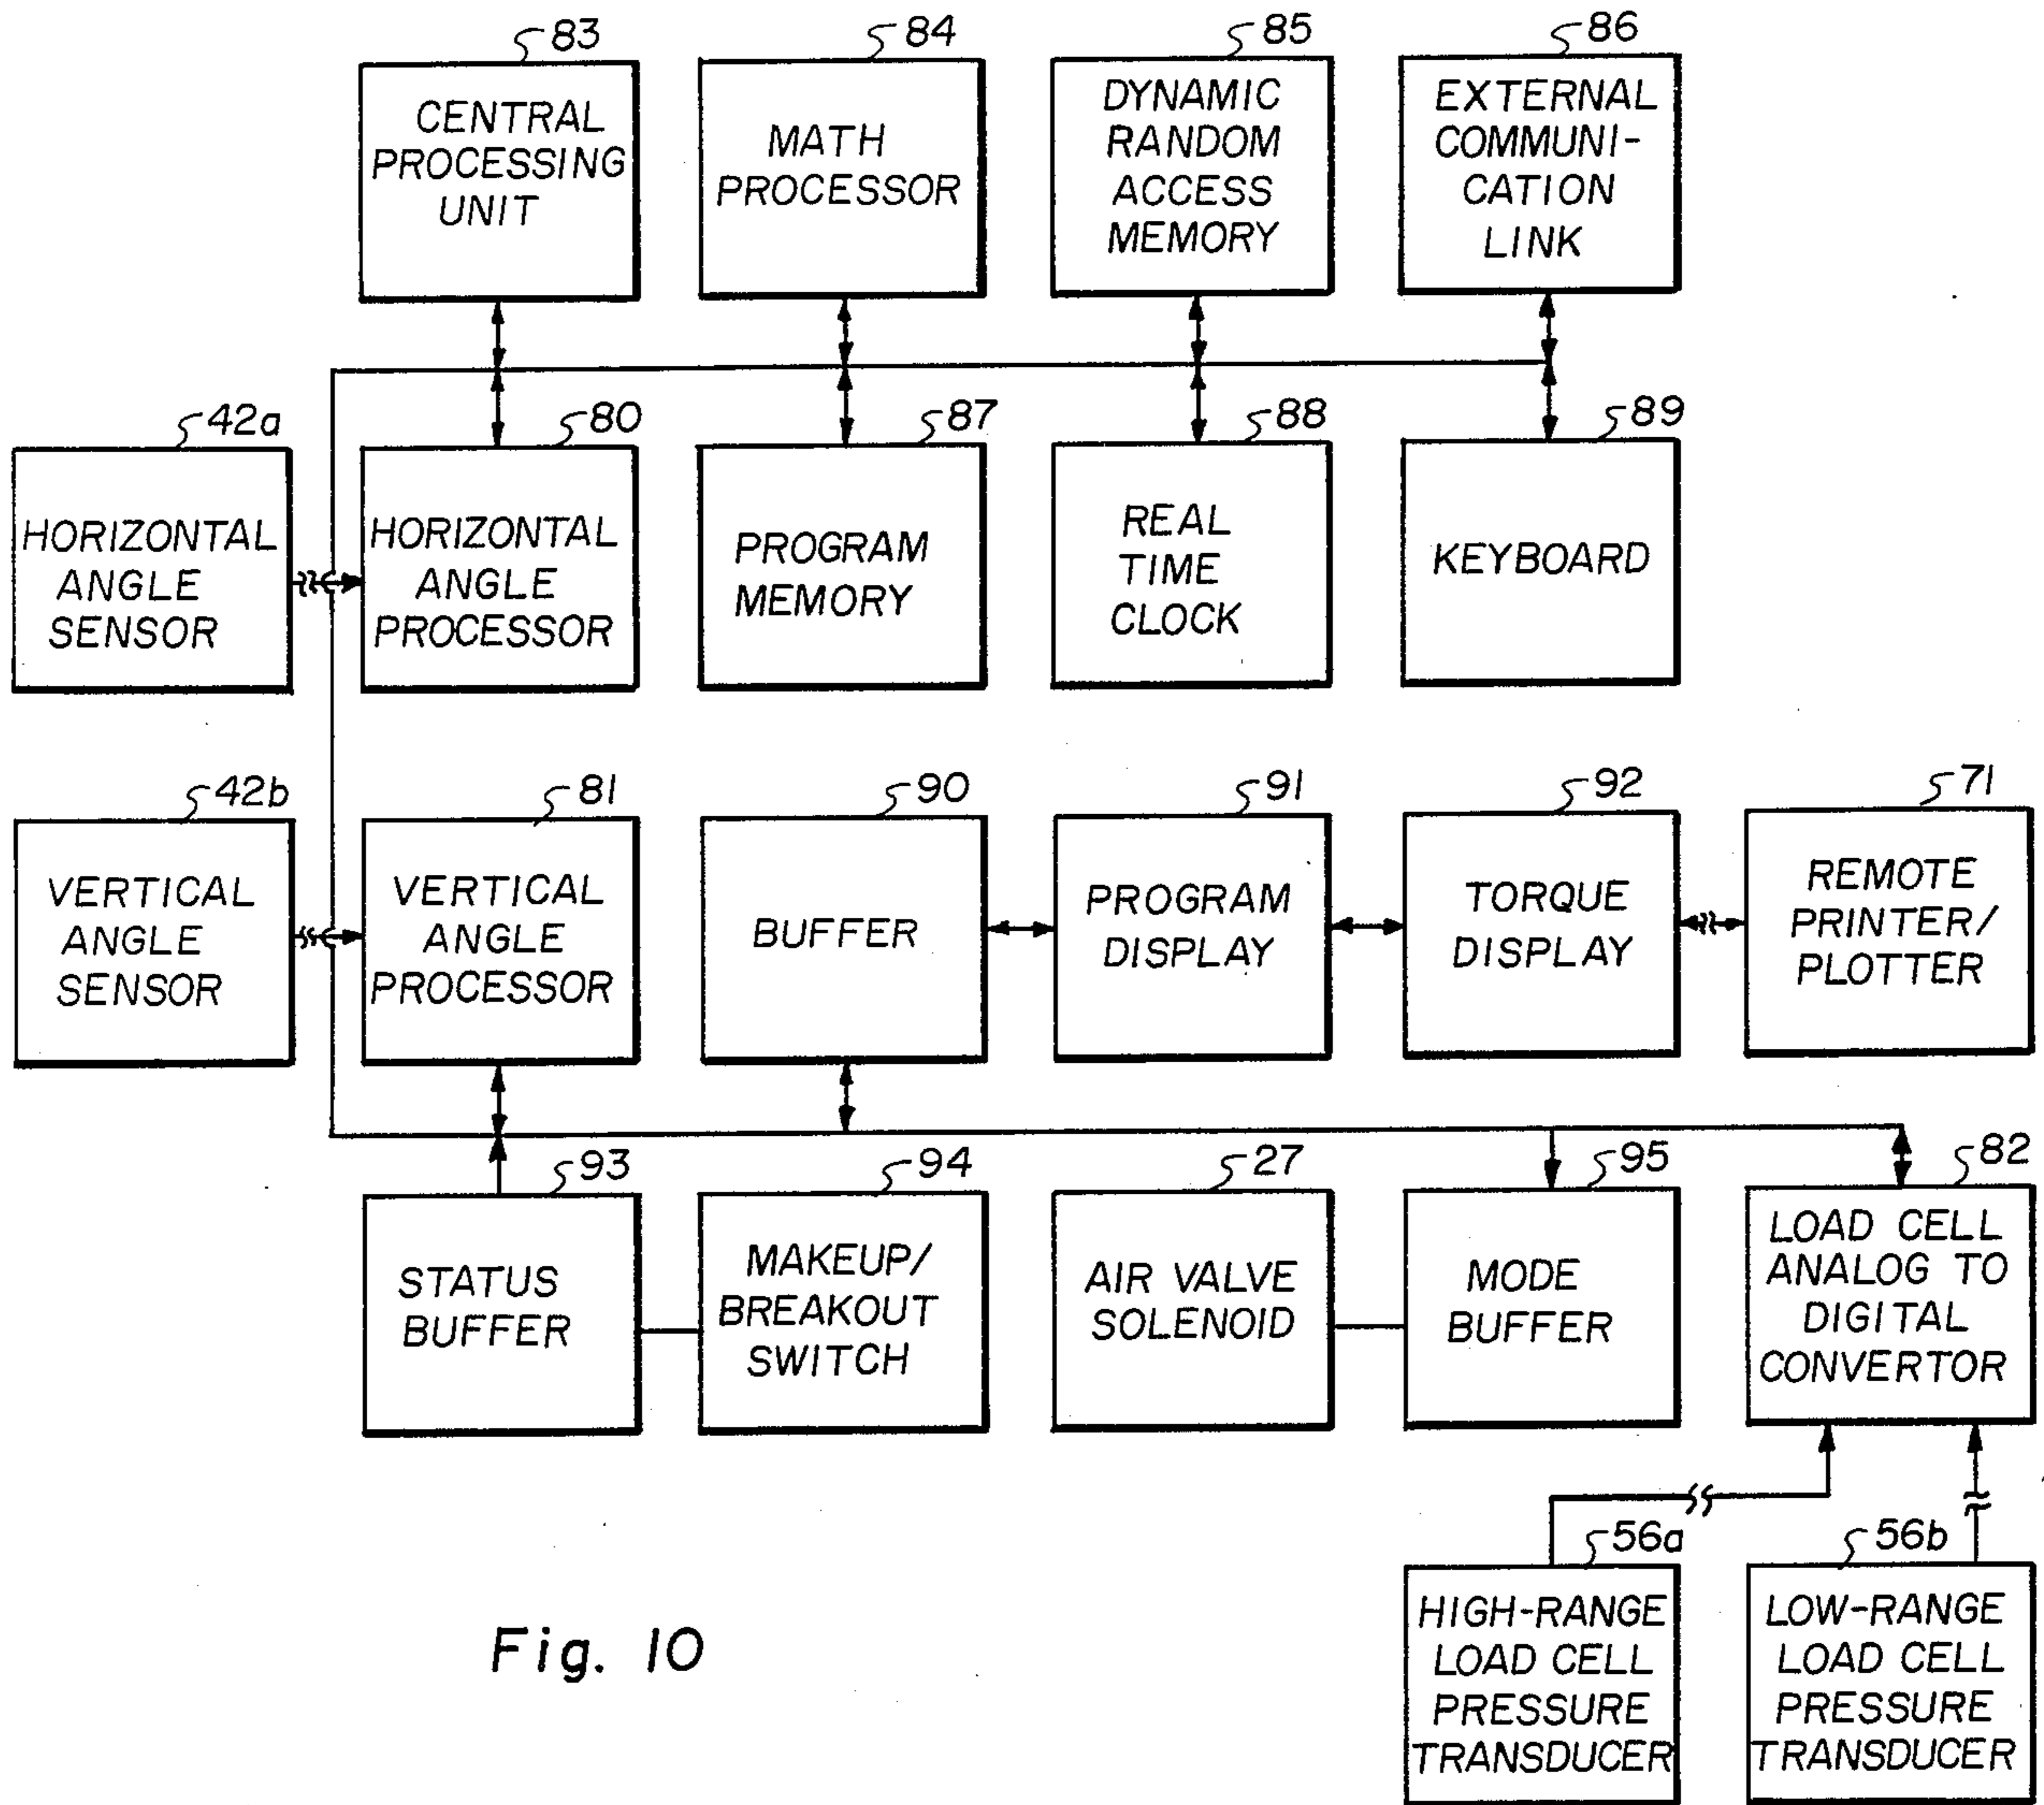 83
CENTRAL
PROCESSING
UNIT
84
MATH
PROCESSOR
85
DYNAMIC
RANDOM
ACCESS
MEMORY
86
EXTERNAL
COMMUNI-
CATION
LINK
42a
HORIZONTAL
ANGLE
SENSOR
80
HORIZONTAL
ANGLE
PROCESSOR
87
PROGRAM
MEMORY
88
REAL
TIME
CLOCK
89
KEYBOARD
42b
VERTICAL
ANGLE
SENSOR
81
VERTICAL
ANGLE
PROCESSOR
90
BUFFER
91
PROGRAM
DISPLAY
92
TORQUE
DISPLAY
71
REMOTE
PRINTER/
PLOTTER
93
STATUS
BUFFER
94
MAKEUP/
BREAKOUT
SWITCH
27
AIR VALVE
SOLENOID
95
MODE
BUFFER
82
LOAD CELL
ANALOG TO
DIGITAL
CONVERTOR
56a
HIGH-RANGE
LOAD CELL
PRESSURE
TRANSDUCER
56b
LOW-RANGE
LOAD CELL
PRESSURE
TRANSDUCER
Fig. 10